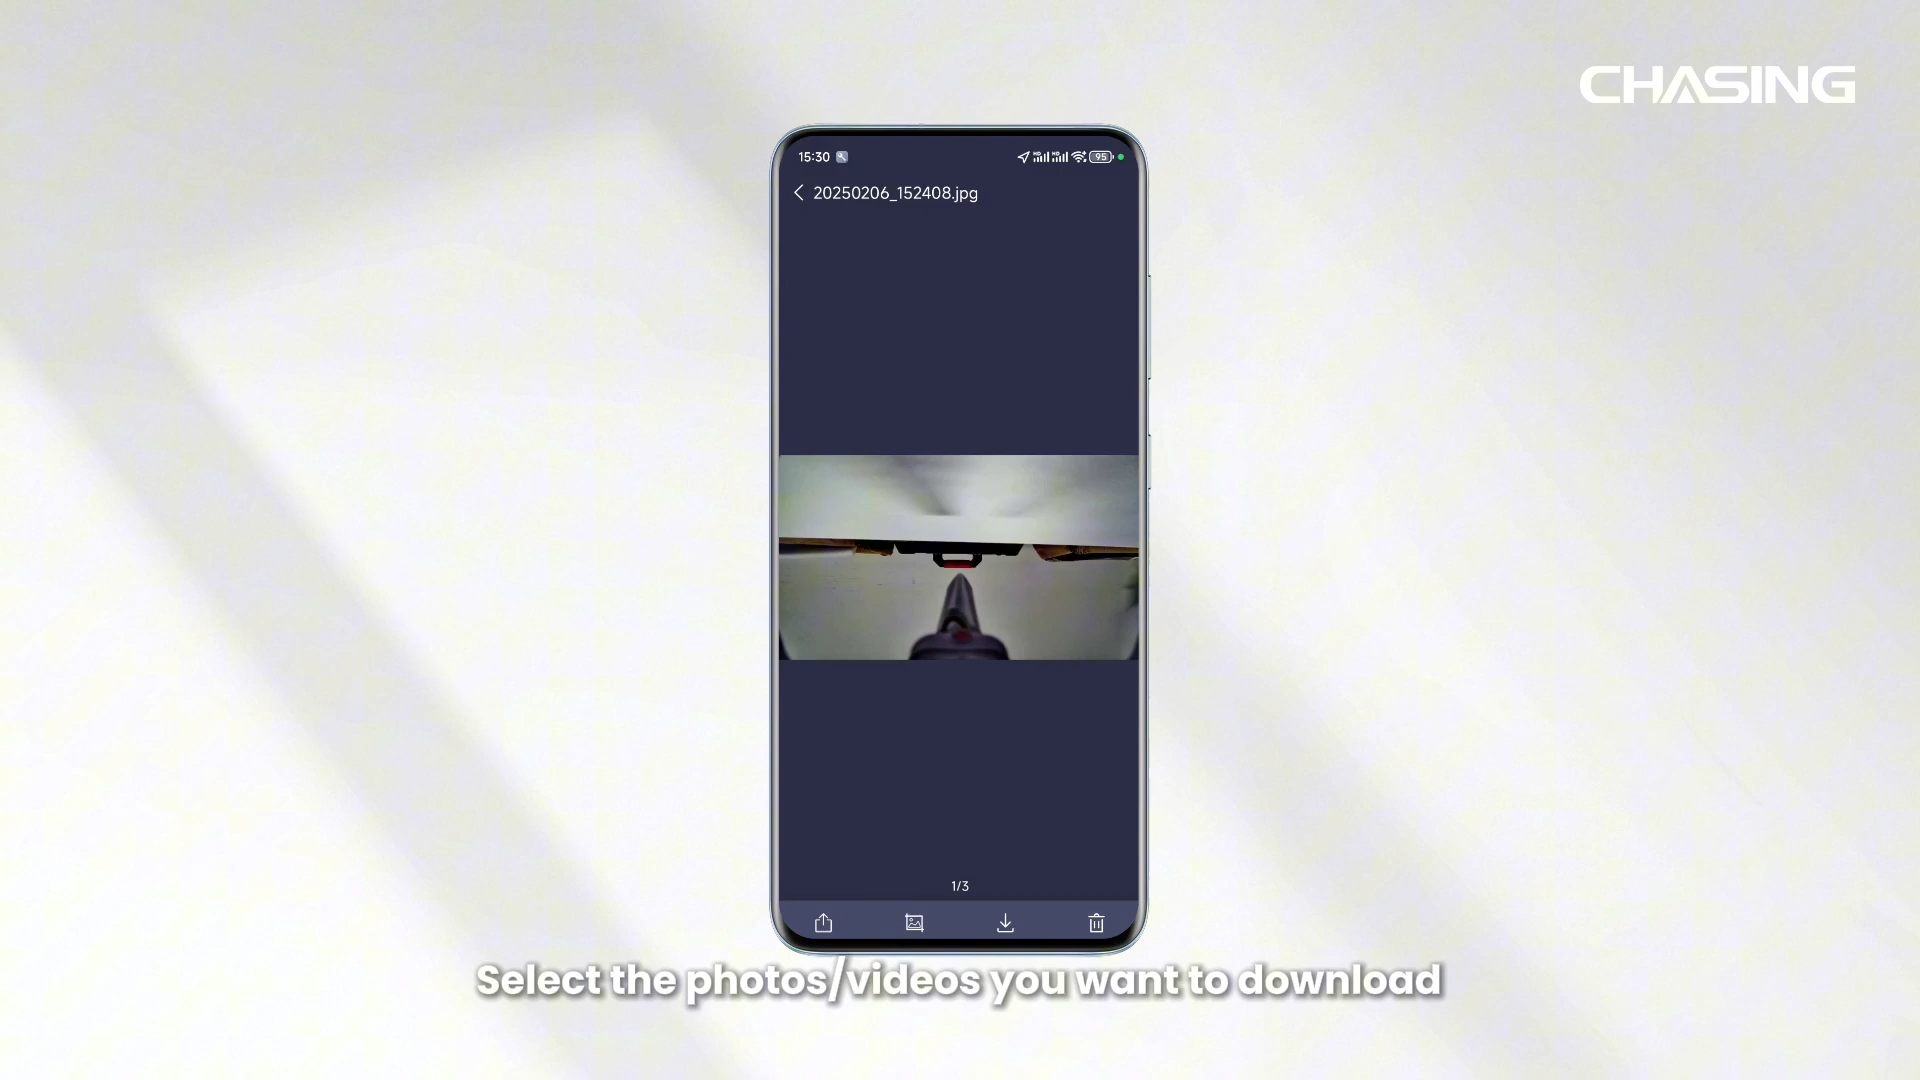 CHASING
15:30
95
20250206_152408.jpg
1/3
Select the photos/videos you want to download